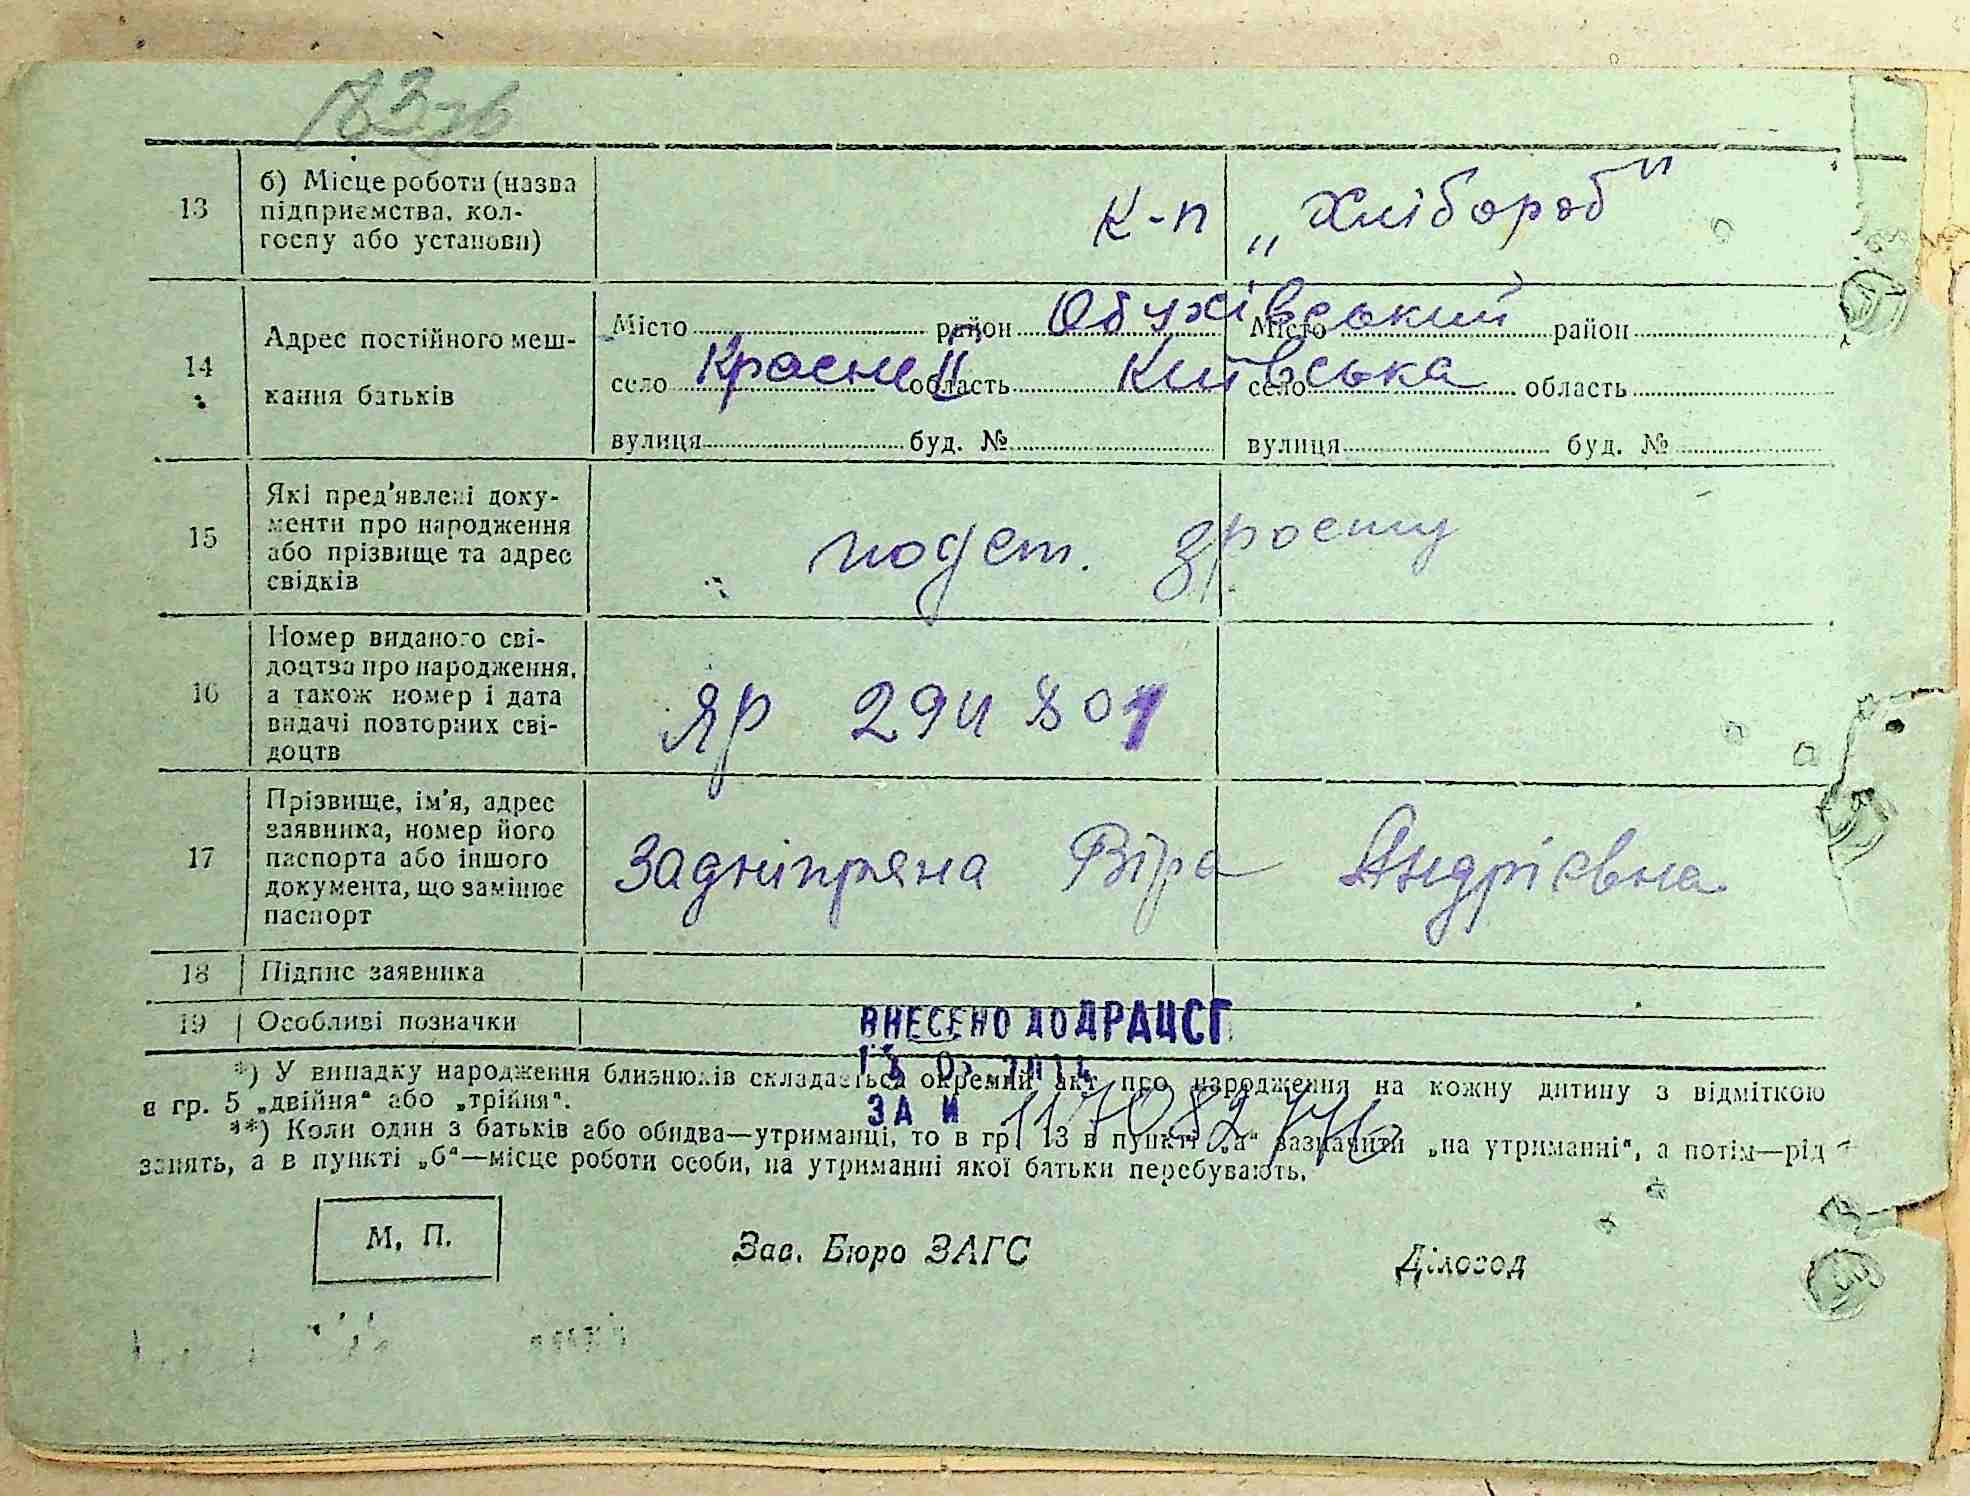 183зв
13
б) Місце роботи (назва
підприємства, кол-
госпу або установи)
к-п „Хлібороб"
14
Адрес постійного меш-
кання батьків
Місто район Обухівський
село Красне ІІ область Київська
вулиця буд. №
Місто район
село область
вулиця буд. №
15
Які пред'явлені доку-
менти про народження
або прізвище та адрес
свідків
16
Номер виданого сві-
доцтва про народження,
а також номер і дата
видачі повторних сві-
доцтв
ЯР 294801
17
Прізвище, ім'я, адрес
заявника, номер його
паспорта або іншого
документа, що замінює
паспорт
Задніпряна Віра Андрієвна
18 Підпис заявника
19 Особливі позначки
ВНЕСЕНО ДО ДРАЦСГ
*) У випадку народження близнюків складається окремий акт про народження на кожну дитину з відміткою
в гр. 5 „двійня" або „трійня".
ЗА №
**) Коли один з батьків або обидва—утриманці, то в гр. 13 в пункті „а" зазначити „на утриманні", а потім—рід
занять, а в пункті „б"—місце роботи особи, на утриманні якої батьки перебувають.
М. П.
Зав. Бюро ЗАГС
Діловод